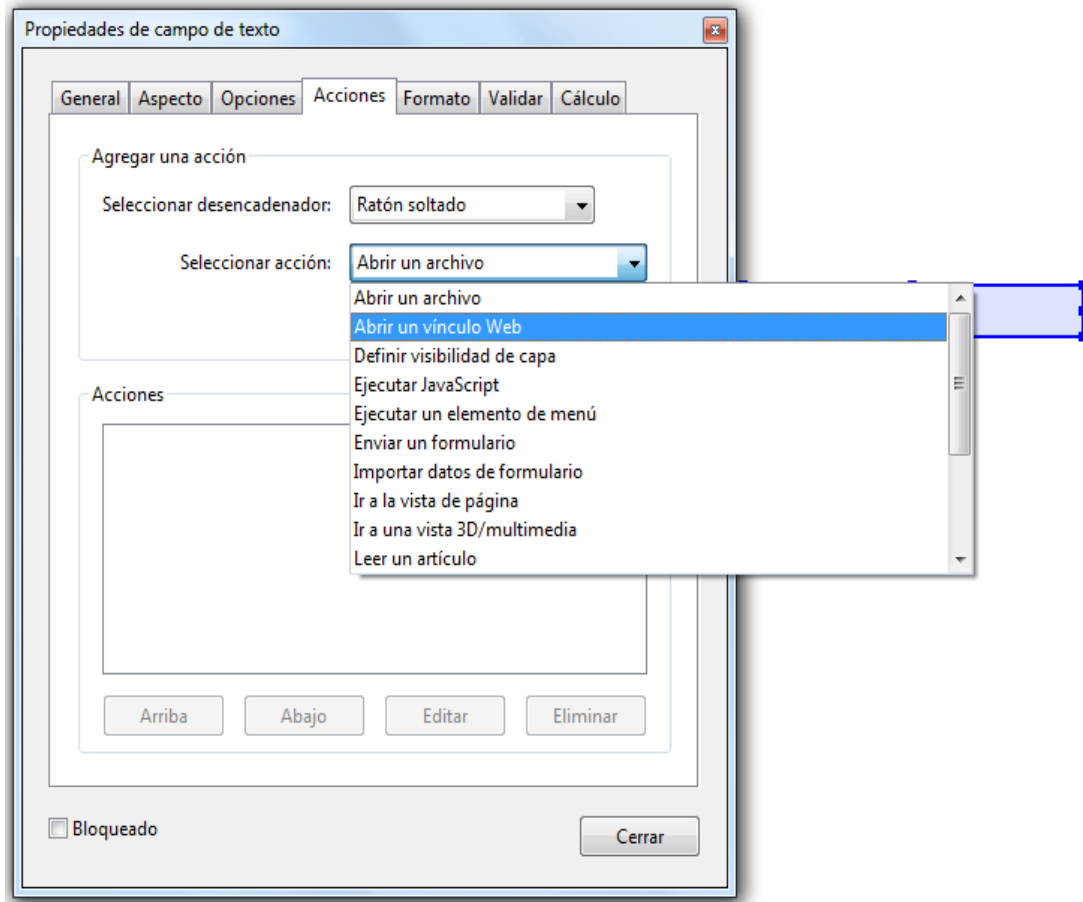 Propiedades de campo de texto
General Aspecto Opciones Acciones Formato Validar Cálculo
Agregar una acción
Seleccionar desencadenador: Ratón soltado
Seleccionar acción: Abrir un archivo
Abrir un archivo
Abrir un vínculo Web
Definir visibilidad de capa
Ejecutar JavaScript
Ejecutar un elemento de menú
Enviar un formulario
Importar datos de formulario
Ir a la vista de página
Ir a una vista 3D/multimedia
Leer un artículo
Acciones
Arriba Abajo Editar Eliminar
Bloqueado
Cerrar